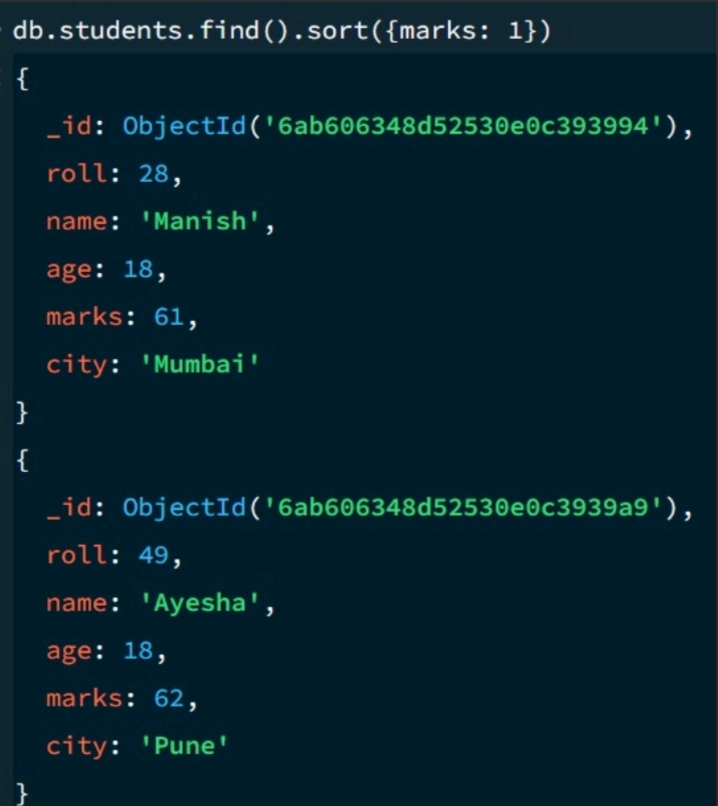 db.students.find().sort({marks: 1})
{
_id: ObjectId('6ab606348d52530e0c393994'),
roll: 28,
name: 'Manish',
age: 18,
marks: 61,
city: 'Mumbai'
}
{
_id: ObjectId('6ab606348d52530e0c3939a9'),
roll: 49,
name: 'Ayesha',
age: 18,
marks: 62,
city: 'Pune'
}